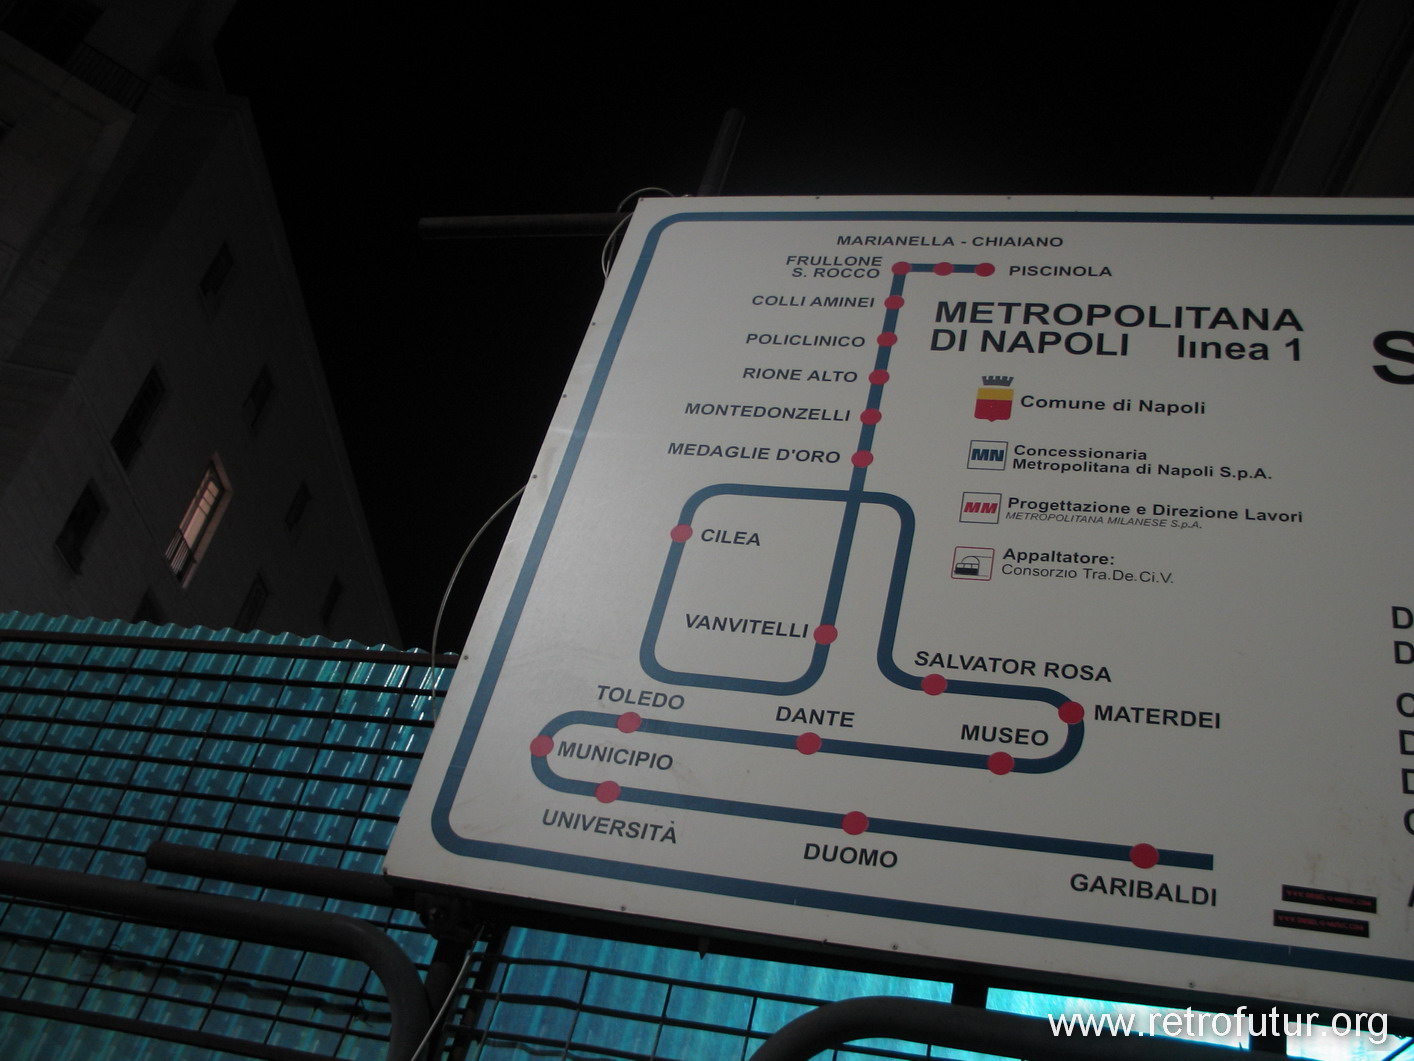 MARIANELLA - CHIAIANO
FRULLONE
S. ROCCO
PISCINOLA
COLLI AMINEI
POLICLINICO
RIONE ALTO
MONTEDONZELLI
MEDAGLIE D'ORO
METROPOLITANA
DI NAPOLI linea 1
Comune di Napoli
MN
Concessionaria
Metropolitana di Napoli S.p.A.
MM
Progettazione e Direzione Lavori
METROPOLITANA MILANESE S.p.A.
Appaltatore:
Consorzio Tra.De.Ci.V.
CILEA
VANVITELLI
SALVATOR ROSA
TOLEDO
DANTE
MUSEO
MATERDEI
MUNICIPIO
UNIVERSITÀ
DUOMO
GARIBALDI
www.retrofutur.org